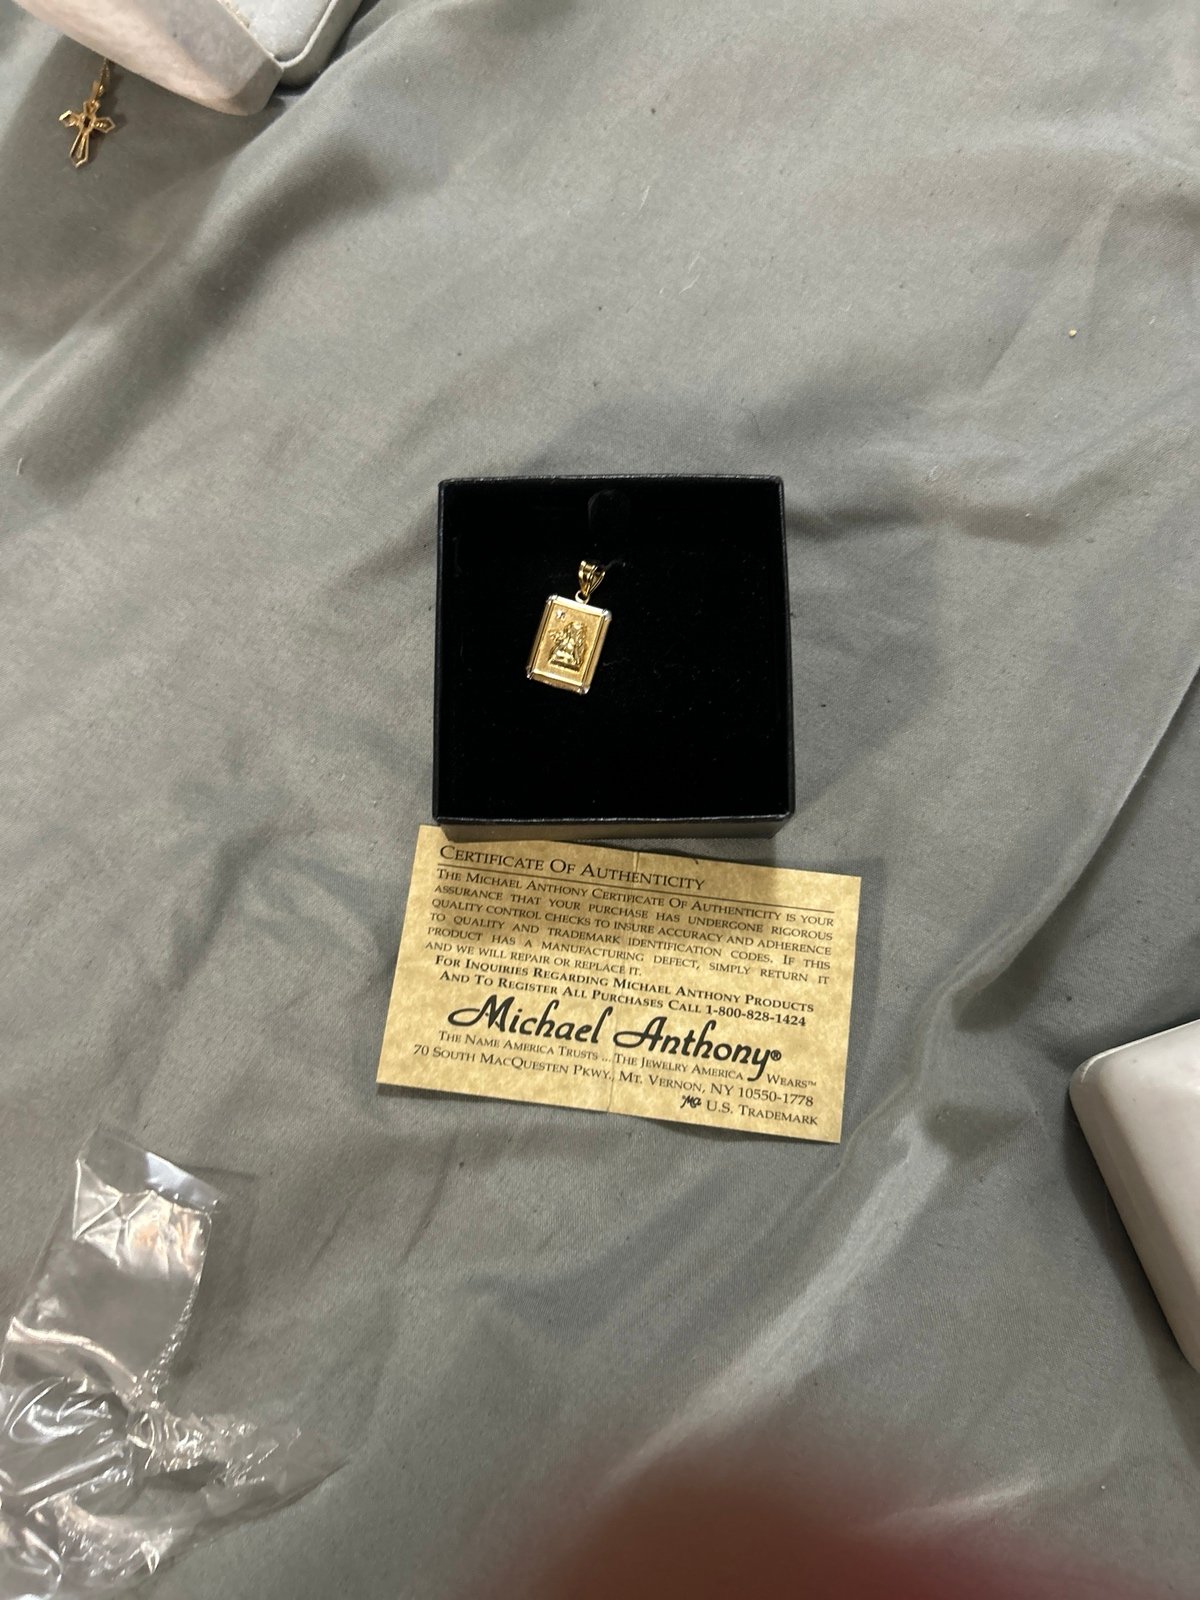 CERTIFICATE OF AUTHENTICITY
THE MICHAEL ANTHONY CERTIFICATE OF AUTHENTICITY IS YOUR
ASSURANCE THAT YOUR PURCHASE HAS UNDERGONE RIGOROUS
QUALITY CONTROL CHECKS TO INSURE ACCURACY AND ADHERENCE
TO QUALITY AND TRADEMARK IDENTIFICATION CODES. IF THIS
PRODUCT HAS A MANUFACTURING DEFECT, SIMPLY RETURN IT
AND WE WILL REPAIR OR REPLACE IT.
FOR INQUIRIES REGARDING MICHAEL ANTHONY PRODUCTS
AND TO REGISTER ALL PURCHASES CALL 1-800-828-1424
Michael Anthony®
THE NAME AMERICA TRUSTS ... THE JEWELRY AMERICA WEARS™
70 SOUTH MACQUESTEN PKWY., MT. VERNON, NY 10550-1778
MA U.S. TRADEMARK